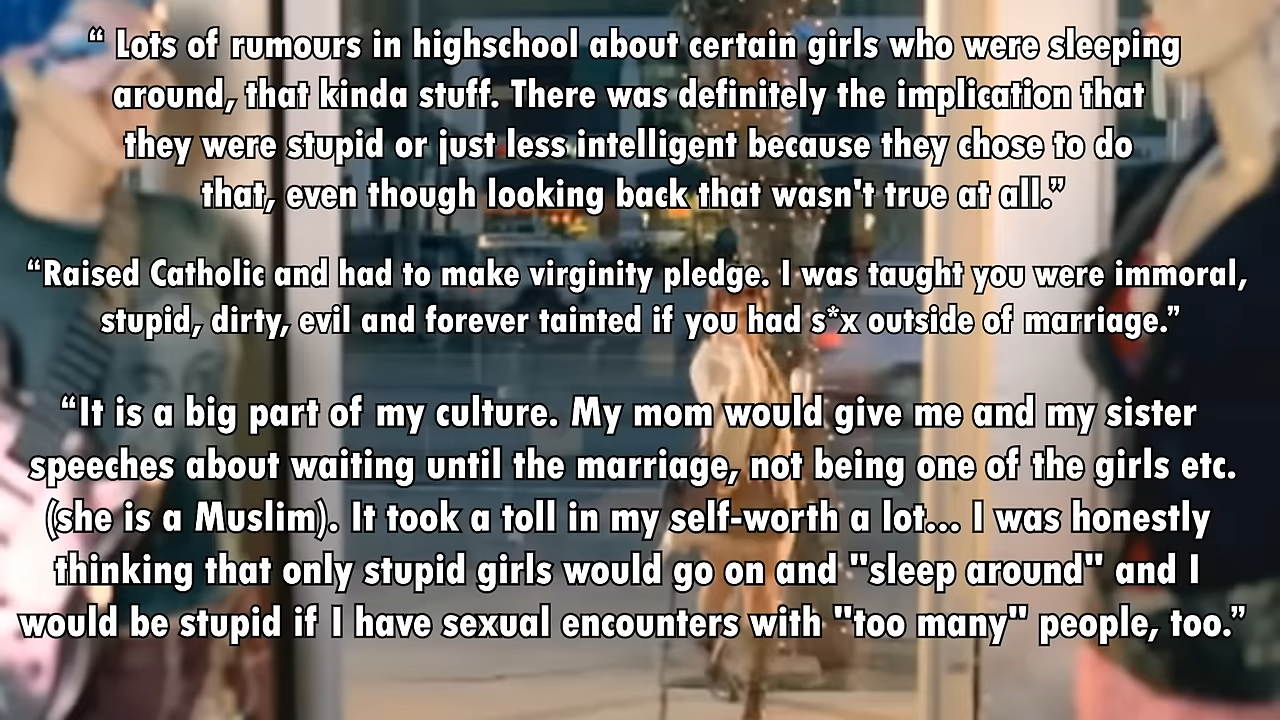 “ Lots of rumours in highschool about certain girls who were sleeping
around, that kinda stuff. There was definitely the implication that
they were stupid or just less intelligent because they chose to do
that, even though looking back that wasn't true at all.”
“Raised Catholic and had to make virginity pledge. I was taught you were immoral,
stupid, dirty, evil and forever tainted if you had s*x outside of marriage.”
“It is a big part of my culture. My mom would give me and my sister
speeches about waiting until the marriage, not being one of the girls etc.
(she is a Muslim). It took a toll in my self-worth a lot... I was honestly
thinking that only stupid girls would go on and "sleep around" and I
would be stupid if I have sexual encounters with "too many" people, too.”